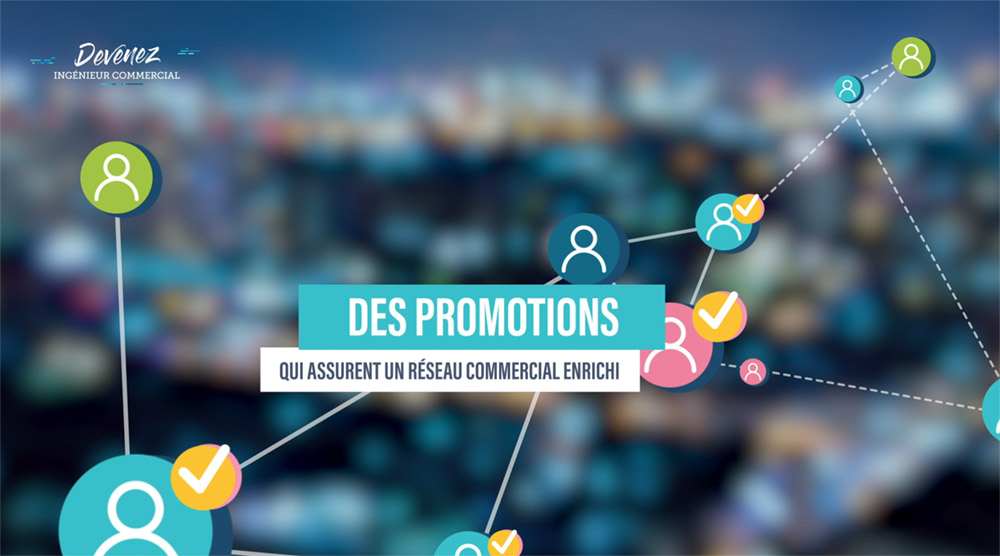 Devenez
INGÉNIEUR COMMERCIAL
DES PROMOTIONS
QUI ASSURENT UN RÉSEAU COMMERCIAL ENRICHI